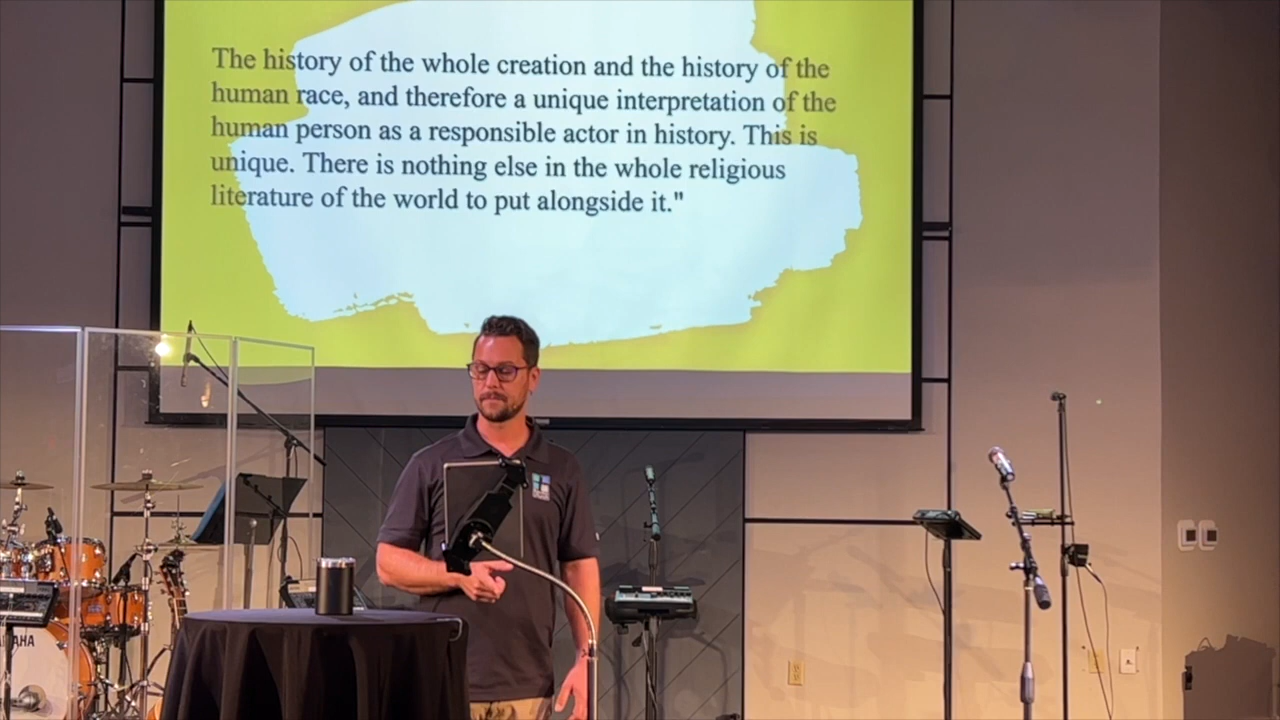 The history of the whole creation and the history of the
human race, and therefore a unique interpretation of the
human person as a responsible actor in history. This is
unique. There is nothing else in the whole religious
literature of the world to put alongside it."
AMAHA